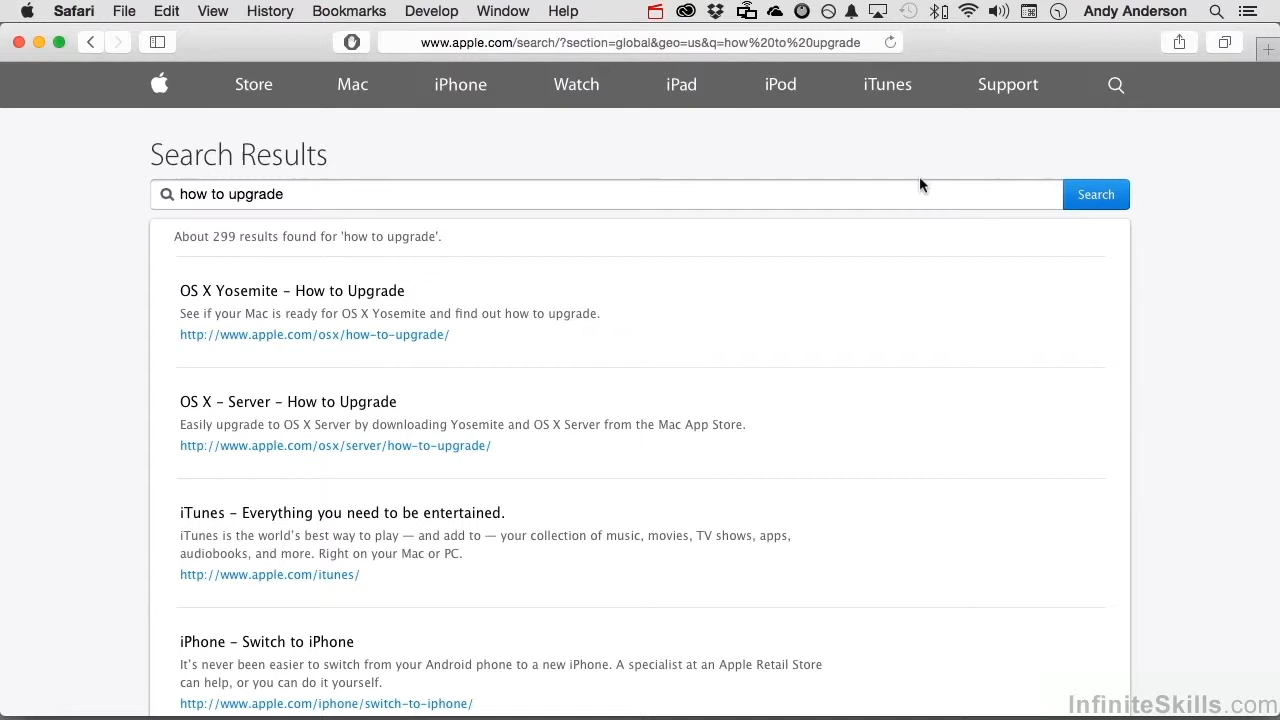 Safari File Edit View History Bookmarks Develop Window Help Andy Anderson
www.apple.com/search/?section=global&geo=us&q=how%20to%20upgrade
Store Mac iPhone Watch iPad iPod iTunes Support
Search Results
how to upgrade Search
About 299 results found for 'how to upgrade'.
OS X Yosemite – How to Upgrade
See if your Mac is ready for OS X Yosemite and find out how to upgrade.
http://www.apple.com/osx/how-to-upgrade/
OS X – Server – How to Upgrade
Easily upgrade to OS X Server by downloading Yosemite and OS X Server from the Mac App Store.
http://www.apple.com/osx/server/how-to-upgrade/
iTunes – Everything you need to be entertained.
iTunes is the world’s best way to play — and add to — your collection of music, movies, TV shows, apps,
audiobooks, and more. Right on your Mac or PC.
http://www.apple.com/itunes/
iPhone – Switch to iPhone
It’s never been easier to switch from your Android phone to a new iPhone. A specialist at an Apple Retail Store
can help, or you can do it yourself.
http://www.apple.com/iphone/switch-to-iphone/
InfiniteSkills.com